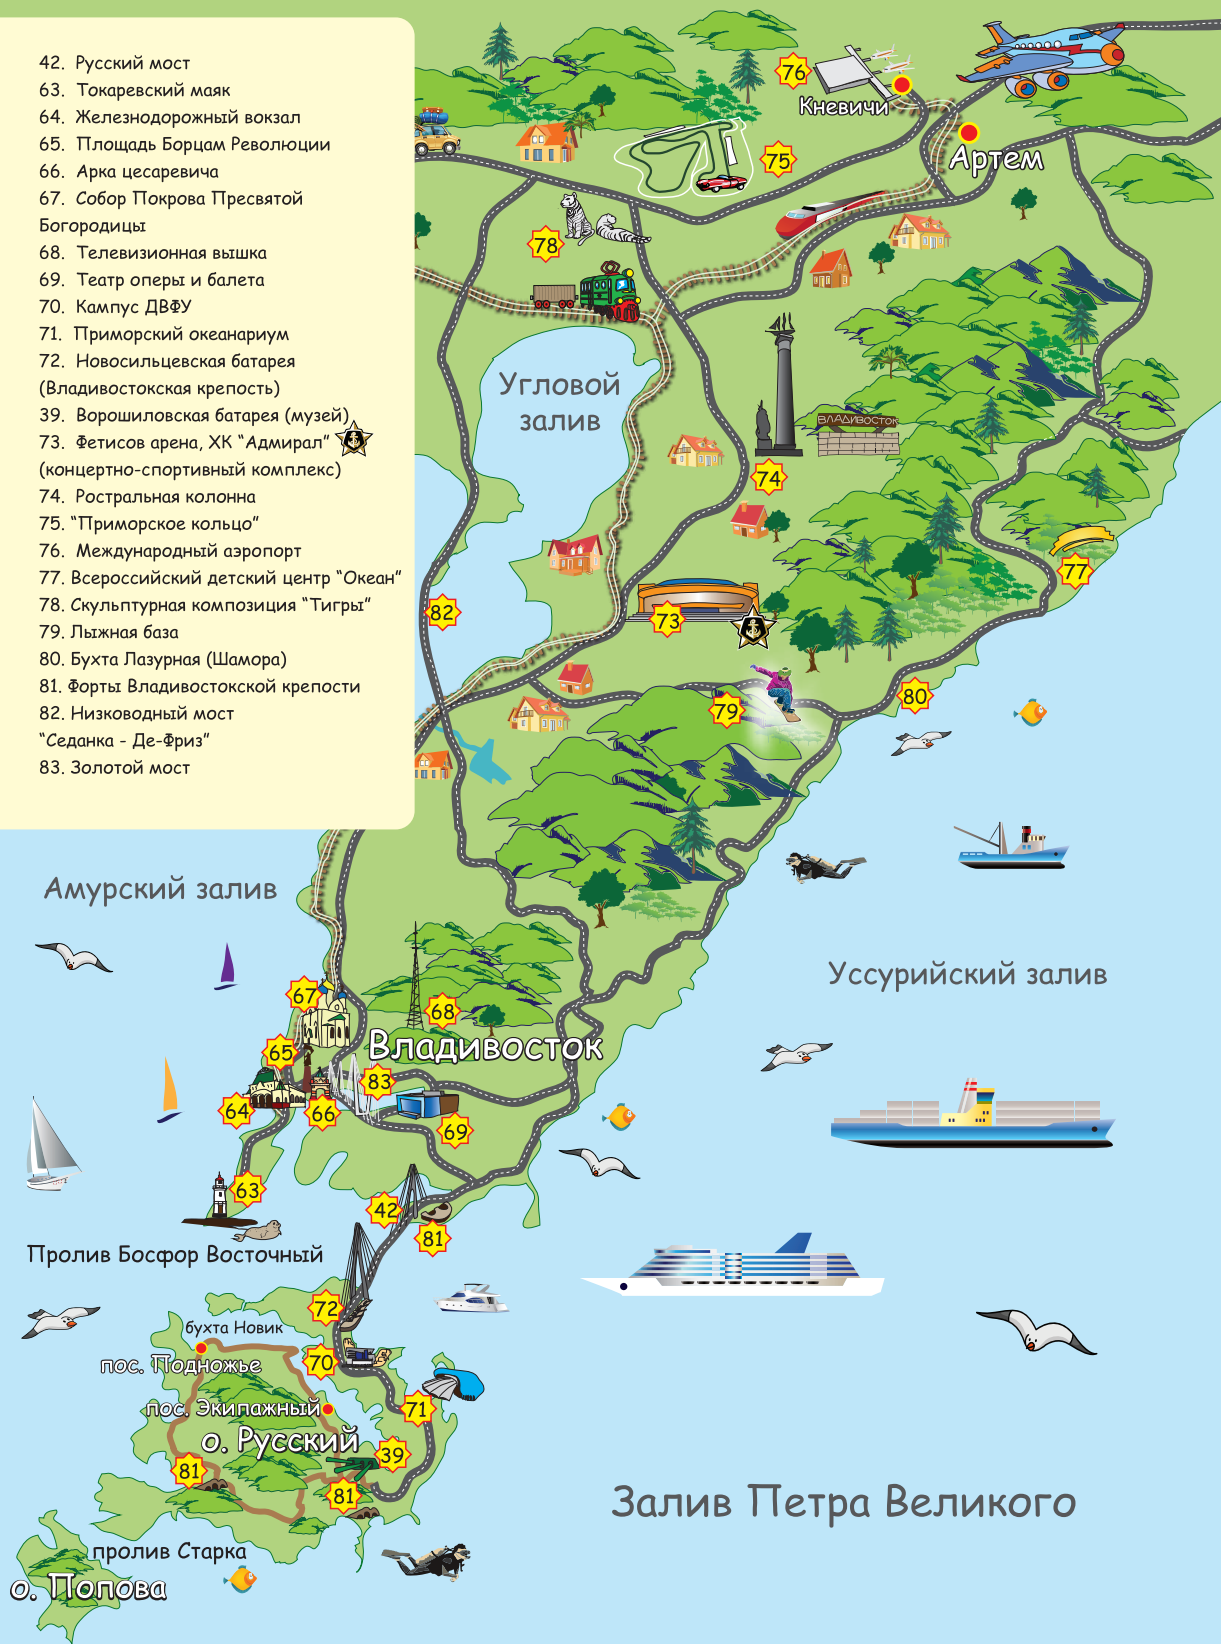 42. Русский мост
63. Токаревский маяк
64. Железнодорожный вокзал
65. Площадь Борцам Революции
66. Арка цесаревича
67. Собор Покрова Пресвятой
Богородицы
68. Телевизионная вышка
69. Театр оперы и балета
70. Кампус ДВФУ
71. Приморский океанариум
72. Новосильцевская батарея
(Владивостокская крепость)
39. Ворошиловская батарея (музей)
73. Фетисов арена, ХК “Адмирал”
(концертно-спортивный комплекс)
74. Ростральная колонна
75. “Приморское кольцо”
76. Международный аэропорт
77. Всероссийский детский центр “Океан”
78. Скульптурная композиция “Тигры”
79. Лыжная база
80. Бухта Лазурная (Шамора)
81. Форты Владивостокской крепости
82. Низководный мост
“Седанка - Де-Фриз”
83. Золотой мост
76
Кневичи
75
Артем
78
Угловой
залив
ВЛАДИВОСТОК
74
77
82
73
79
80
Амурский залив
Уссурийский залив
67
68
Владивосток
65
83
64
66
69
63
42
81
Пролив Босфор Восточный
72
бухта Новик
пос. Подножье
70
пос. Экипажный
71
о. Русский
39
81
81
Залив Петра Великого
пролив Старка
о. Попова